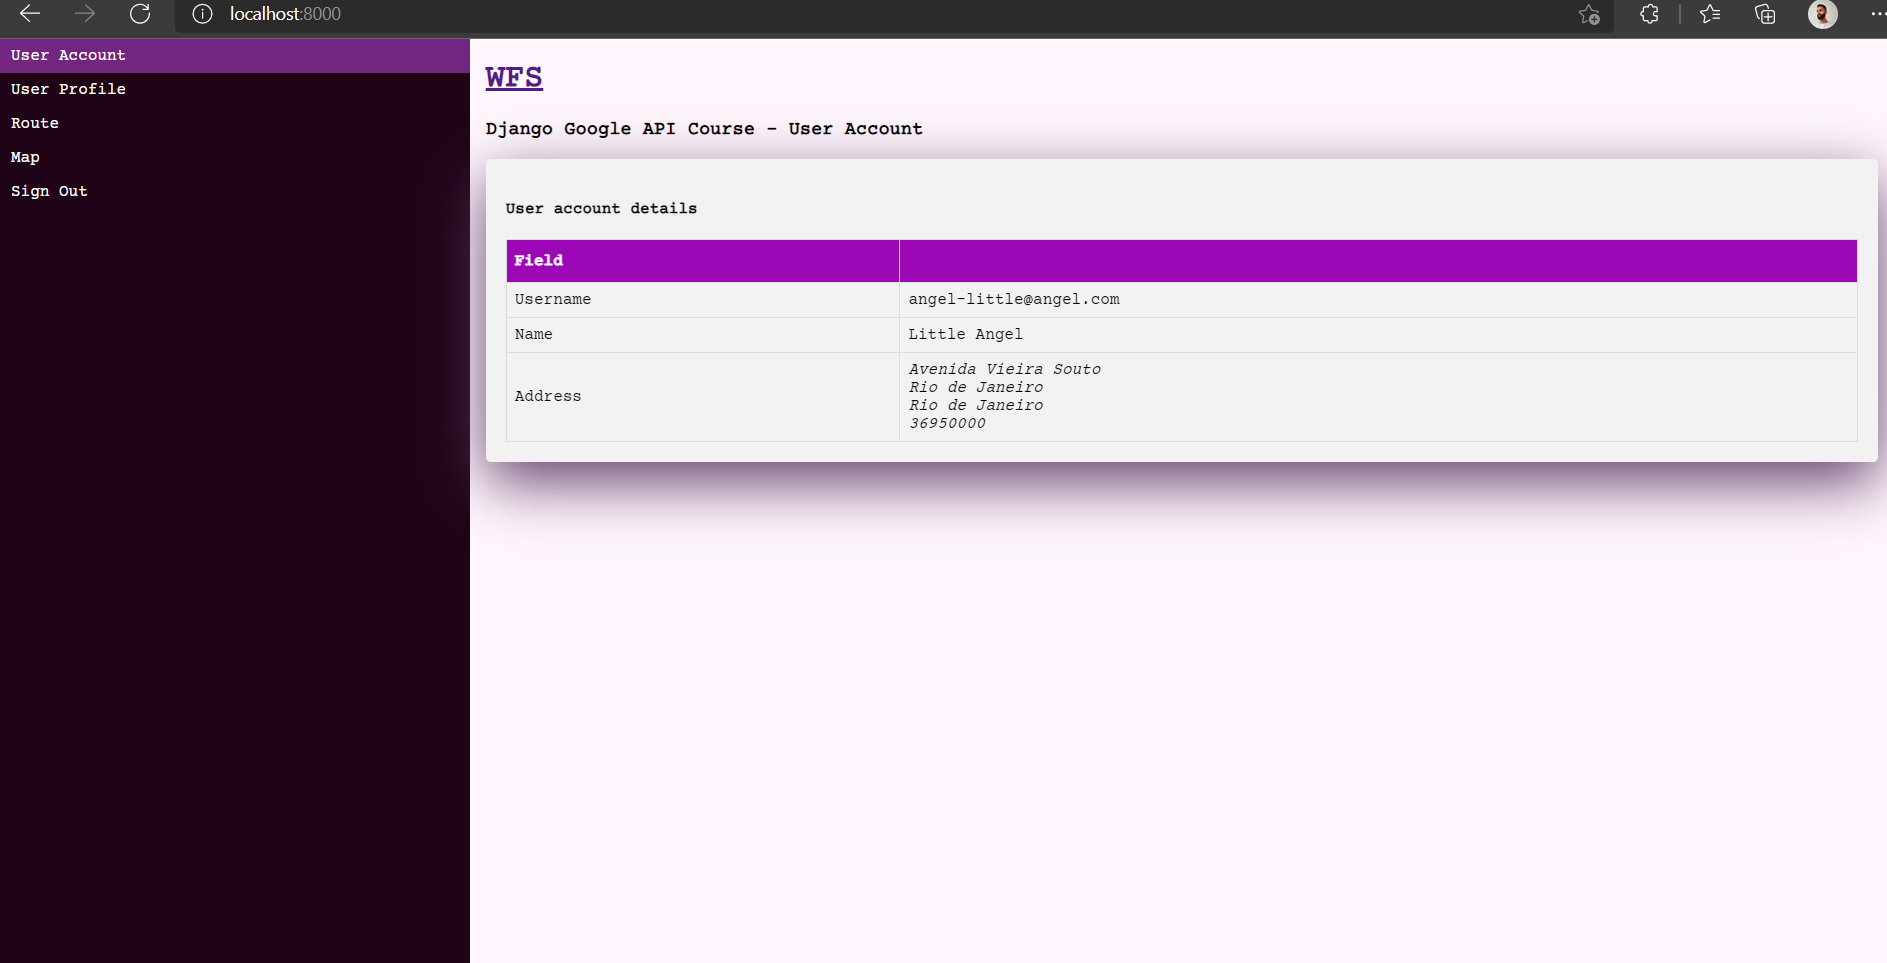 localhost:8000
User Account
User Profile
Route
Map
Sign Out
WFS
Django Google API Course - User Account
User account details
Field
Username angel-little@angel.com
Name Little Angel
Address
Avenida Vieira Souto
Rio de Janeiro
Rio de Janeiro
36950000